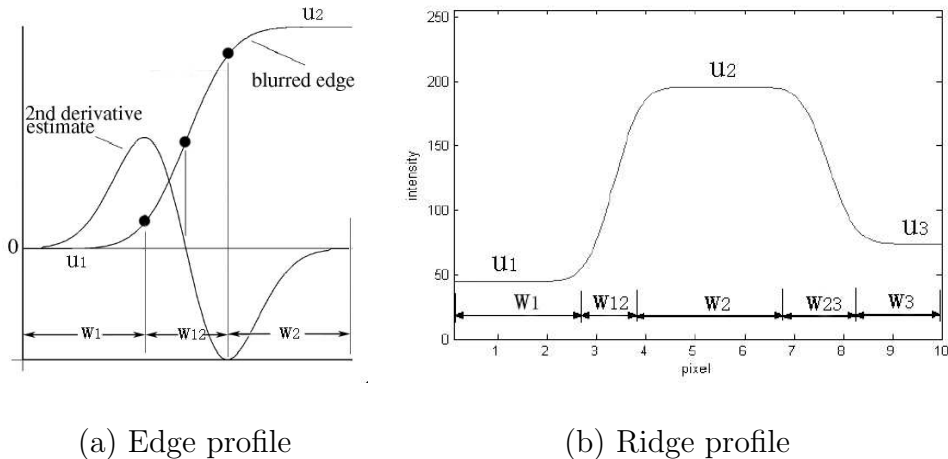 u2
blurred edge
2nd derivative
estimate
0
u1
w1
w12
w2
(a) Edge profile
250
200
150
100
50
0
intensity
u1
u2
u3
w1
w12
w2
w23
w3
1 2 3 4 5 6 7 8 9 10
pixel
(b) Ridge profile